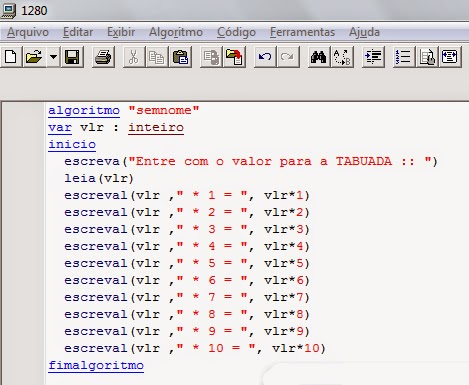 1280
Arquivo Editar Exibir Algoritmo Código Ferramentas Ajuda
algoritmo "semnome"
var vlr : inteiro
inicio
escreva("Entre com o valor para a TABUADA :: ")
leia(vlr)
escreval(vlr ," * 1 = ", vlr*1)
escreval(vlr ," * 2 = ", vlr*2)
escreval(vlr ," * 3 = ", vlr*3)
escreval(vlr ," * 4 = ", vlr*4)
escreval(vlr ," * 5 = ", vlr*5)
escreval(vlr ," * 6 = ", vlr*6)
escreval(vlr ," * 7 = ", vlr*7)
escreval(vlr ," * 8 = ", vlr*8)
escreval(vlr ," * 9 = ", vlr*9)
escreval(vlr ," * 10 = ", vlr*10)
fimalgoritmo